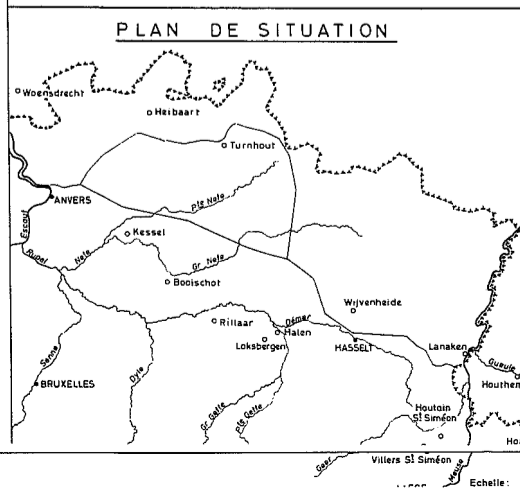 PLAN DE SITUATION
Woensdrecht
Heibaart
Turnhout
ANVERS
Escaut
Pte Nete
Kessel
Nete
Rupel
Gr Nete
Booischot
Wijvenheide
Rillaar
Démer
Halen
Loksbergen
HASSELT
Lanaken
Gueule
Senne
Dyle
BRUXELLES
Gr Gette
Pte Gette
Houtain
St Siméon
Villers St Siméon
Geer
Meuse
Echelle: